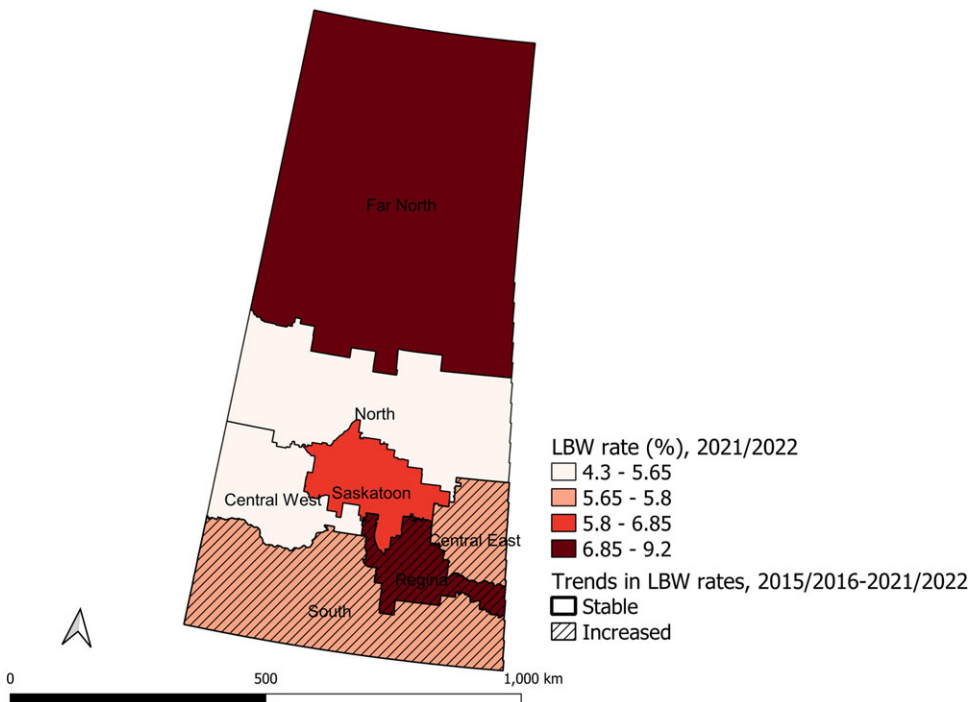 Far North
North
Central West
Saskatoon
Central East
Regina
South
LBW rate (%), 2021/2022
4.3 - 5.65
5.65 - 5.8
5.8 - 6.85
6.85 - 9.2
Trends in LBW rates, 2015/2016-2021/2022
Stable
Increased
0
500
1,000 km